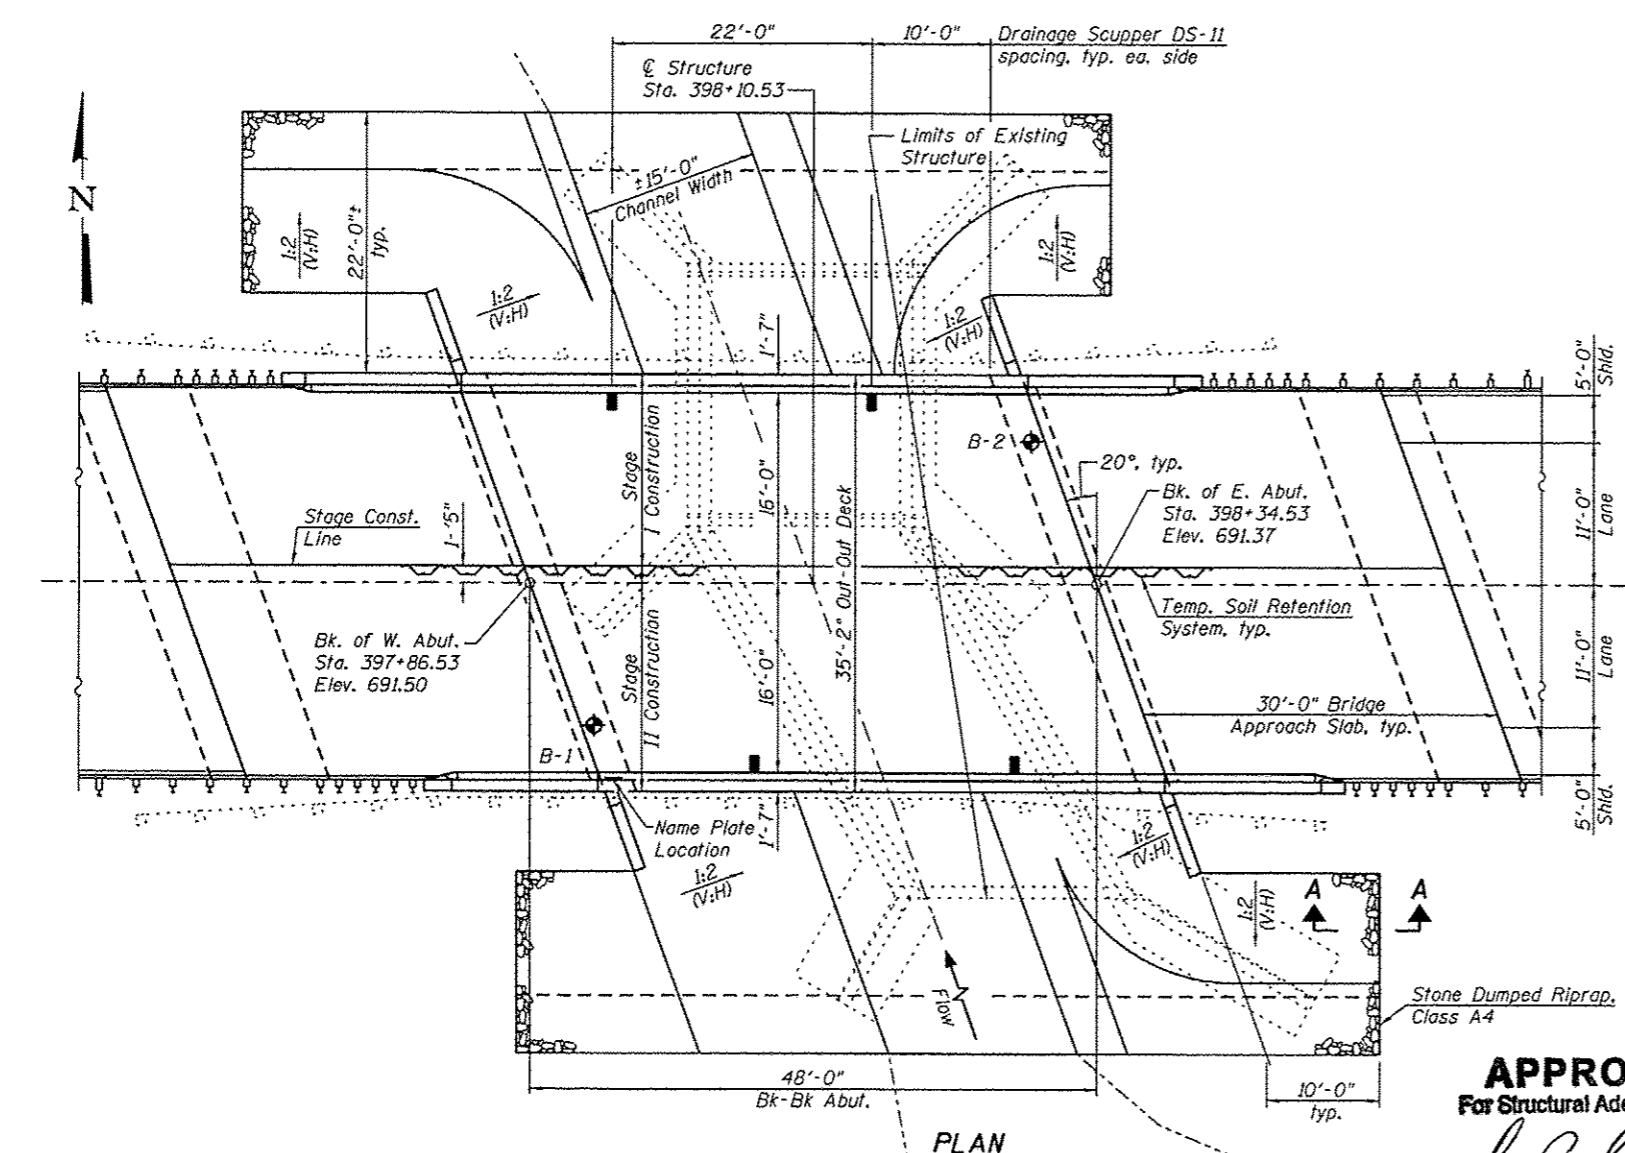 22'-0"
10'-0"
Drainage Scupper DS-11
spacing, typ. ea. side
℄ Structure
Sta. 398+10.53
Limits of Existing
Structure
±15'-0"
Channel Width
N
1:2
(V:H)
22'-0"±
typ.
1:2
(V:H)
1:2
(V:H)
1:2
(V:H)
1'-7"
5'-0"
Shld.
B-2
20°, typ.
Stage
I Construction
16'-0"
35'-2" Out-Out Deck
Bk. of E. Abut.
Sta. 398+34.53
Elev. 691.37
11'-0"
Lane
Stage Const.
Line
1'-5"
Temp. Soil Retention
System, typ.
Bk. of W. Abut.
Sta. 397+86.53
Elev. 691.50
Stage
II Construction
16'-0"
11'-0"
Lane
30'-0" Bridge
Approach Slab, typ.
B-1
5'-0"
Shld.
1'-7"
Name Plate
Location
1:2
(V:H)
1:2
(V:H)
1:2
(V:H)
A A
Flow
Stone Dumped Riprap,
Class A4
48'-0"
Bk-Bk Abut.
10'-0"
typ.
APPRO
For Structural Ade
PLAN